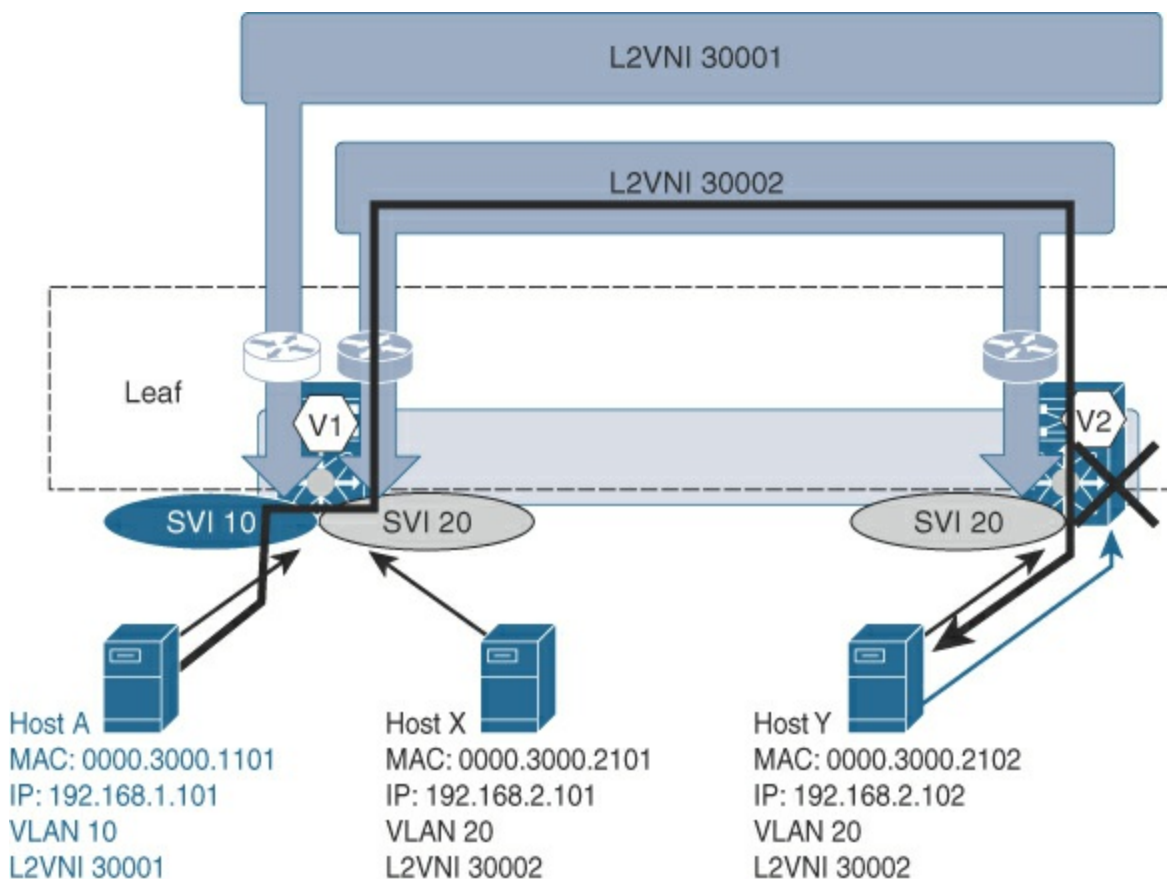 L2VNI 30001
L2VNI 30002
Leaf
V1
V2
SVI 10
SVI 20
SVI 20
Host A
MAC: 0000.3000.1101
IP: 192.168.1.101
VLAN 10
L2VNI 30001
Host X
MAC: 0000.3000.2101
IP: 192.168.2.101
VLAN 20
L2VNI 30002
Host Y
MAC: 0000.3000.2102
IP: 192.168.2.102
VLAN 20
L2VNI 30002